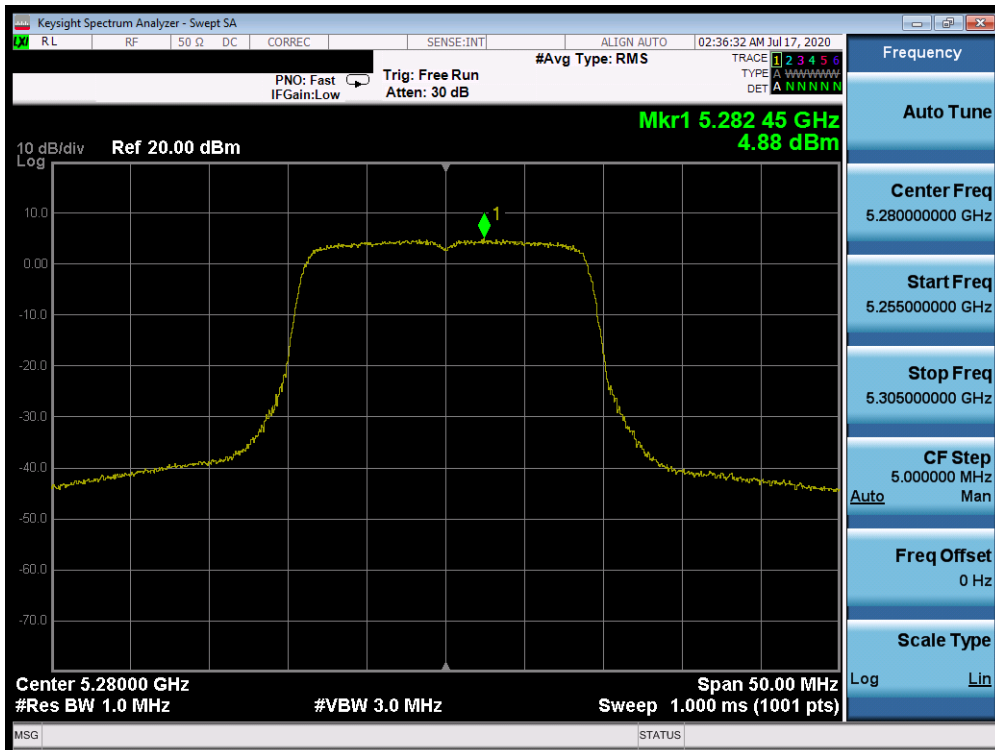 Keysight Spectrum Analyzer - Swept SA
LXI RL RF 50 Ω DC CORREC SENSE:INT ALIGN AUTO 02:36:32 AM Jul 17, 2020
PNO: Fast
IFGain:Low
Trig: Free Run
Atten: 30 dB
#Avg Type: RMS
TRACE 1 2 3 4 5 6
TYPE A WWWWW
DET A N N N N N
Mkr1 5.282 45 GHz
4.88 dBm
10 dB/div
Log
Ref 20.00 dBm
1
10.0
0.00
-10.0
-20.0
-30.0
-40.0
-50.0
-60.0
-70.0
Center 5.28000 GHz
Span 50.00 MHz
#Res BW 1.0 MHz
#VBW 3.0 MHz
Sweep 1.000 ms (1001 pts)
MSG
STATUS
Frequency
Auto Tune
Center Freq
5.280000000 GHz
Start Freq
5.255000000 GHz
Stop Freq
5.305000000 GHz
CF Step
5.000000 MHz
Auto Man
Freq Offset
0 Hz
Scale Type
Log Lin